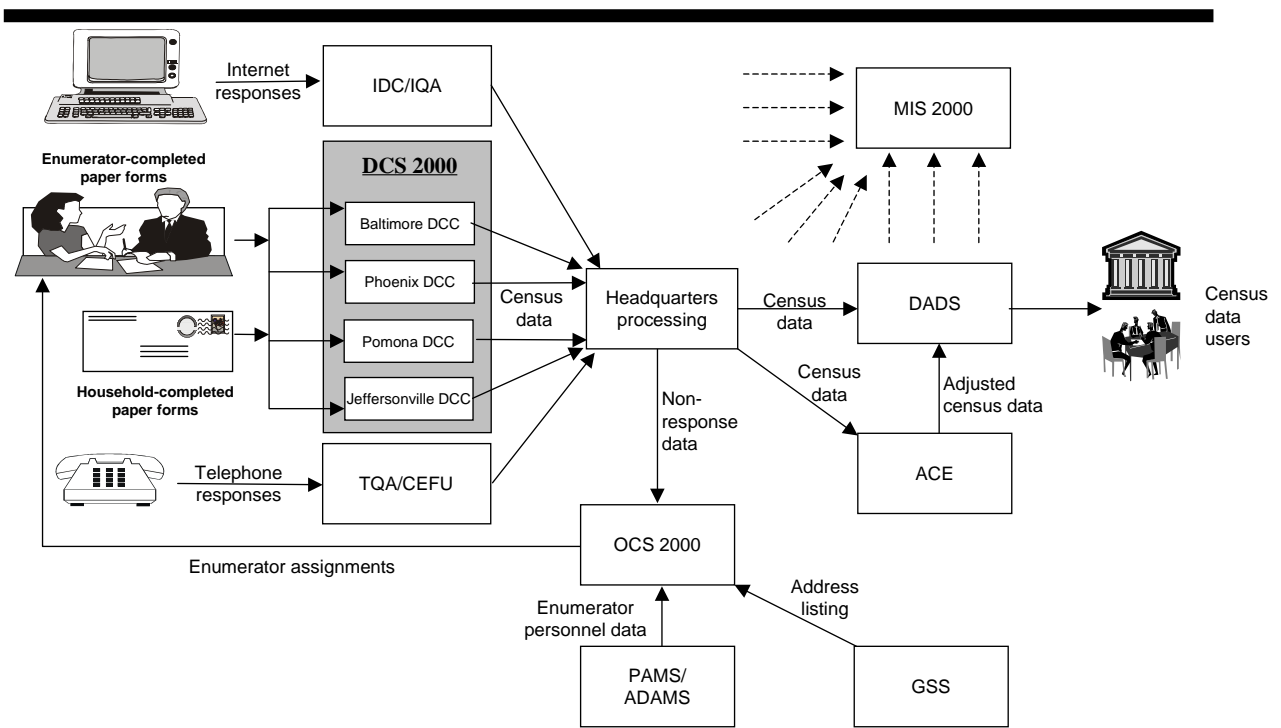 Internet
responses
IDC/IQA
MIS 2000
Enumerator-completed
paper forms
DCS 2000
Baltimore DCC
Phoenix DCC
Pomona DCC
Jeffersonville DCC
Household-completed
paper forms
Census
data
Headquarters
processing
Census
data
DADS
Census
data
users
Census
data
Adjusted
census data
Non-
response
data
ACE
Telephone
responses
TQA/CEFU
OCS 2000
Enumerator assignments
Enumerator
personnel data
Address
listing
PAMS/
ADAMS
GSS